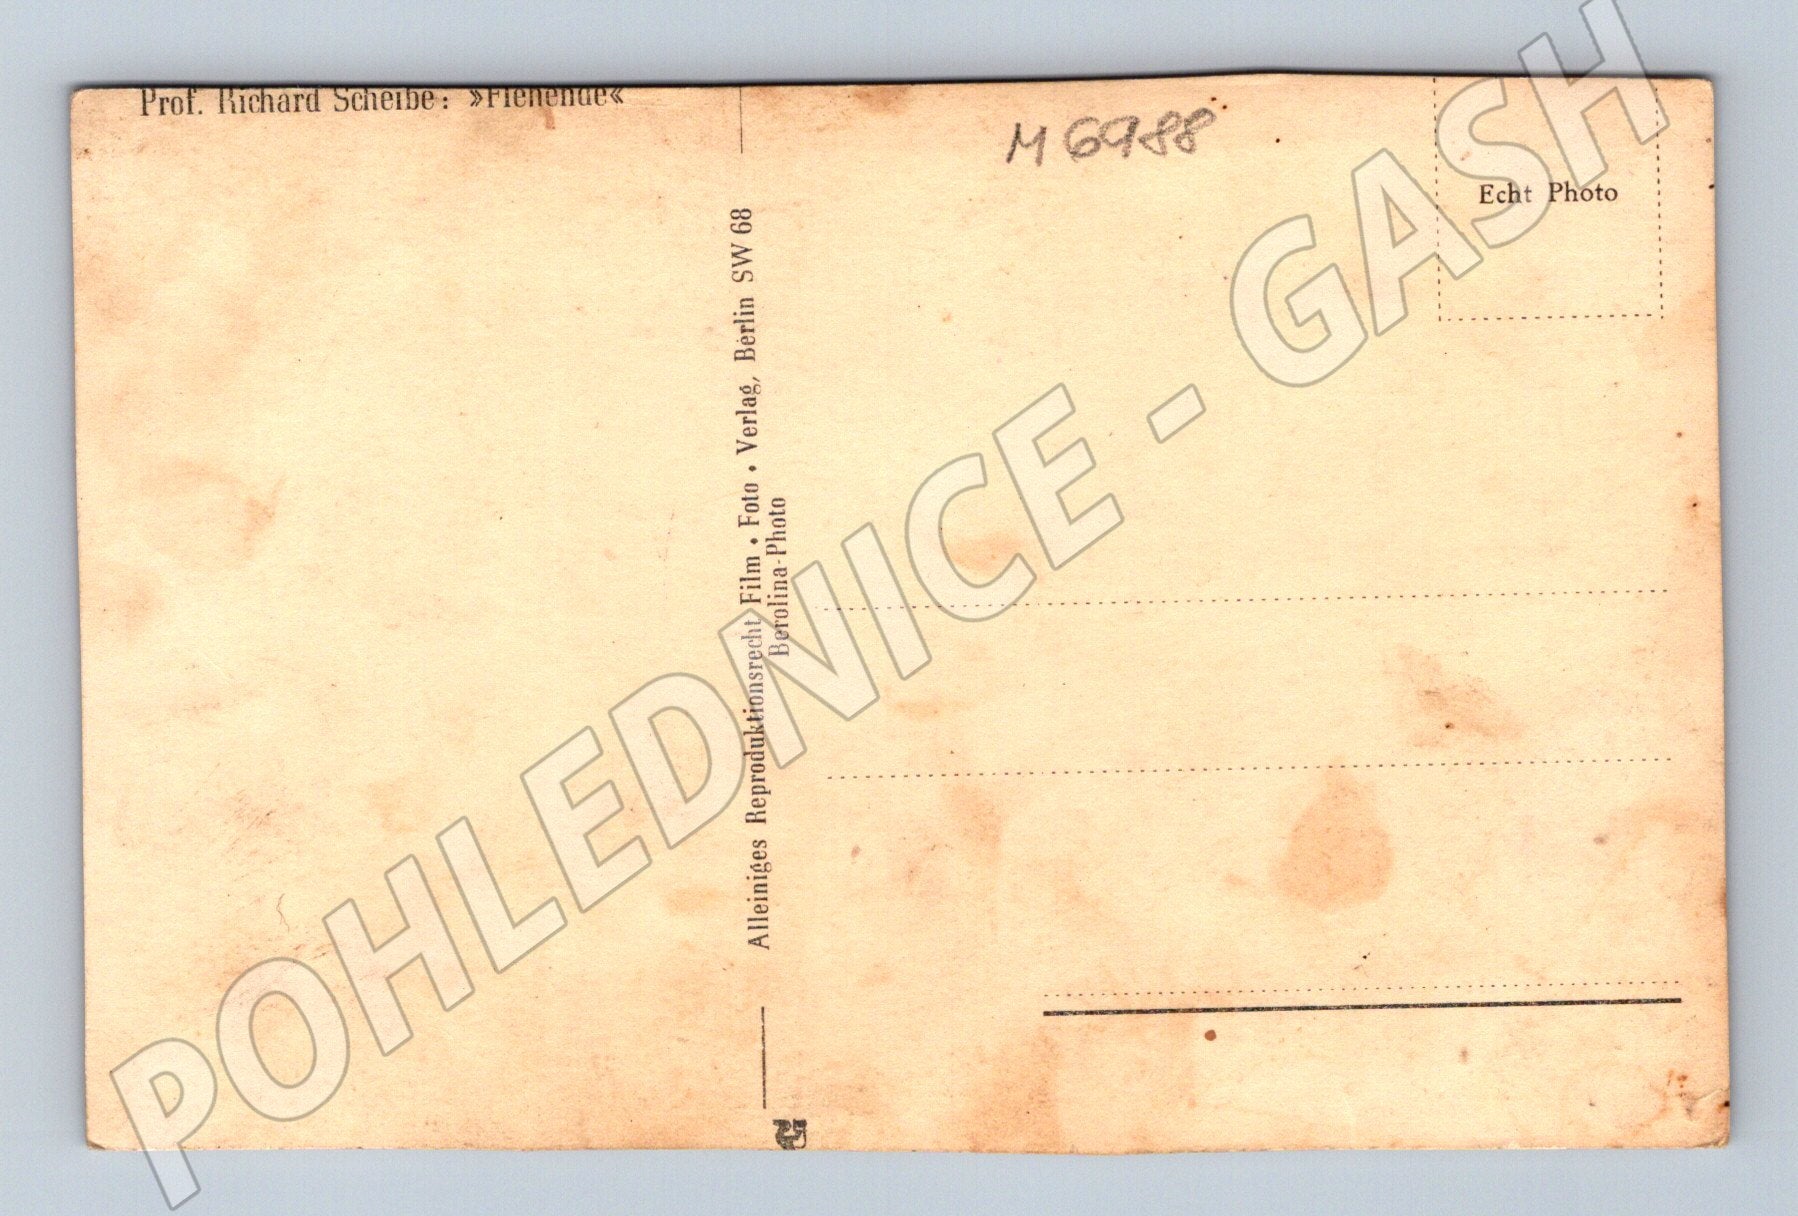 Prof. Richard Scheibe: »Flehende«
M 6988
Echt Photo
Alleiniges Reproduktionsrecht Film • Foto • Verlag, Berlin SW 68
Berolina-Photo
POHLEDNICE - GASH